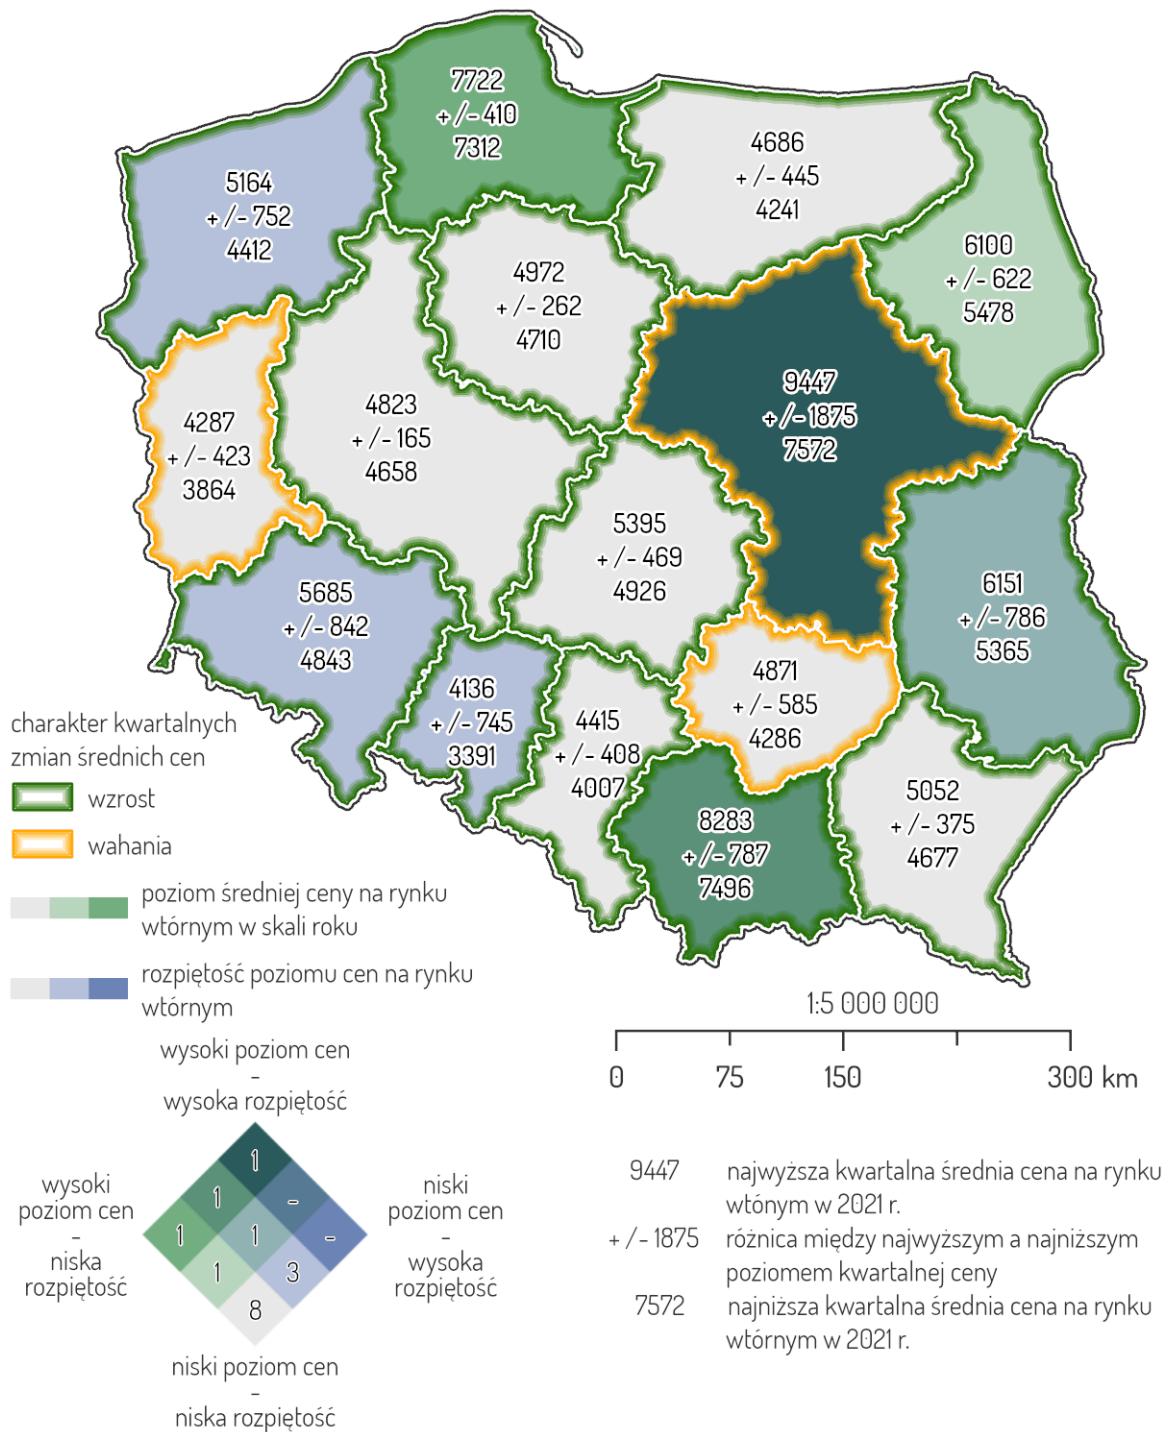 7722
+/- 410
7312
4686
+/- 445
4241
5164
+/- 752
4412
6100
+/- 622
5478
4972
+/- 262
4710
9447
+/- 1875
7572
4823
+/- 165
4658
4287
+/- 423
3864
5395
+/- 469
4926
6151
+/- 786
5365
5685
+/- 842
4843
4871
+/- 585
4286
4136
+/- 745
3391
4415
+/- 408
4007
5052
+/- 375
4677
8283
+/- 787
7496
charakter kwartalnych
zmian średnich cen
wzrost
wahania
poziom średniej ceny na rynku
wtórnym w skali roku
rozpiętość poziomu cen na rynku
wtórnym
1:5 000 000
0 75 150 300 km
wysoki poziom cen
-
wysoka rozpiętość
wysoki
poziom cen
-
niska
rozpiętość
1
1
-
1
1
-
1
3
8
niski
poziom cen
-
wysoka
rozpiętość
niski poziom cen
-
niska rozpiętość
9447 najwyższa kwartalna średnia cena na rynku
wtónym w 2021 r.
+/- 1875 różnica między najwyższym a najniższym
poziomem kwartalnej ceny
7572 najniższa kwartalna średnia cena na rynku
wtórnym w 2021 r.